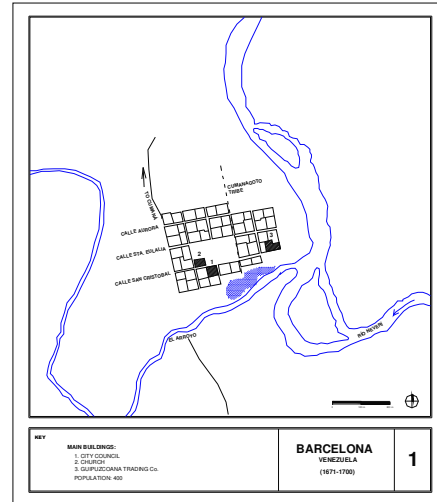 CUMANAGOTO
TRIBE
TO CUMANA
CALLE AURORA
CALLE STA. EULALIA
CALLE SAN CRISTOBAL
3
2
1
EL ARROYO
RIO NEVERI
KEY
MAIN BUILDINGS:
1. CITY COUNCIL
2. CHURCH
3. GUIPUZCOANA TRADING Co.
POPULATION: 400
BARCELONA
VENEZUELA
(1671-1700)
1